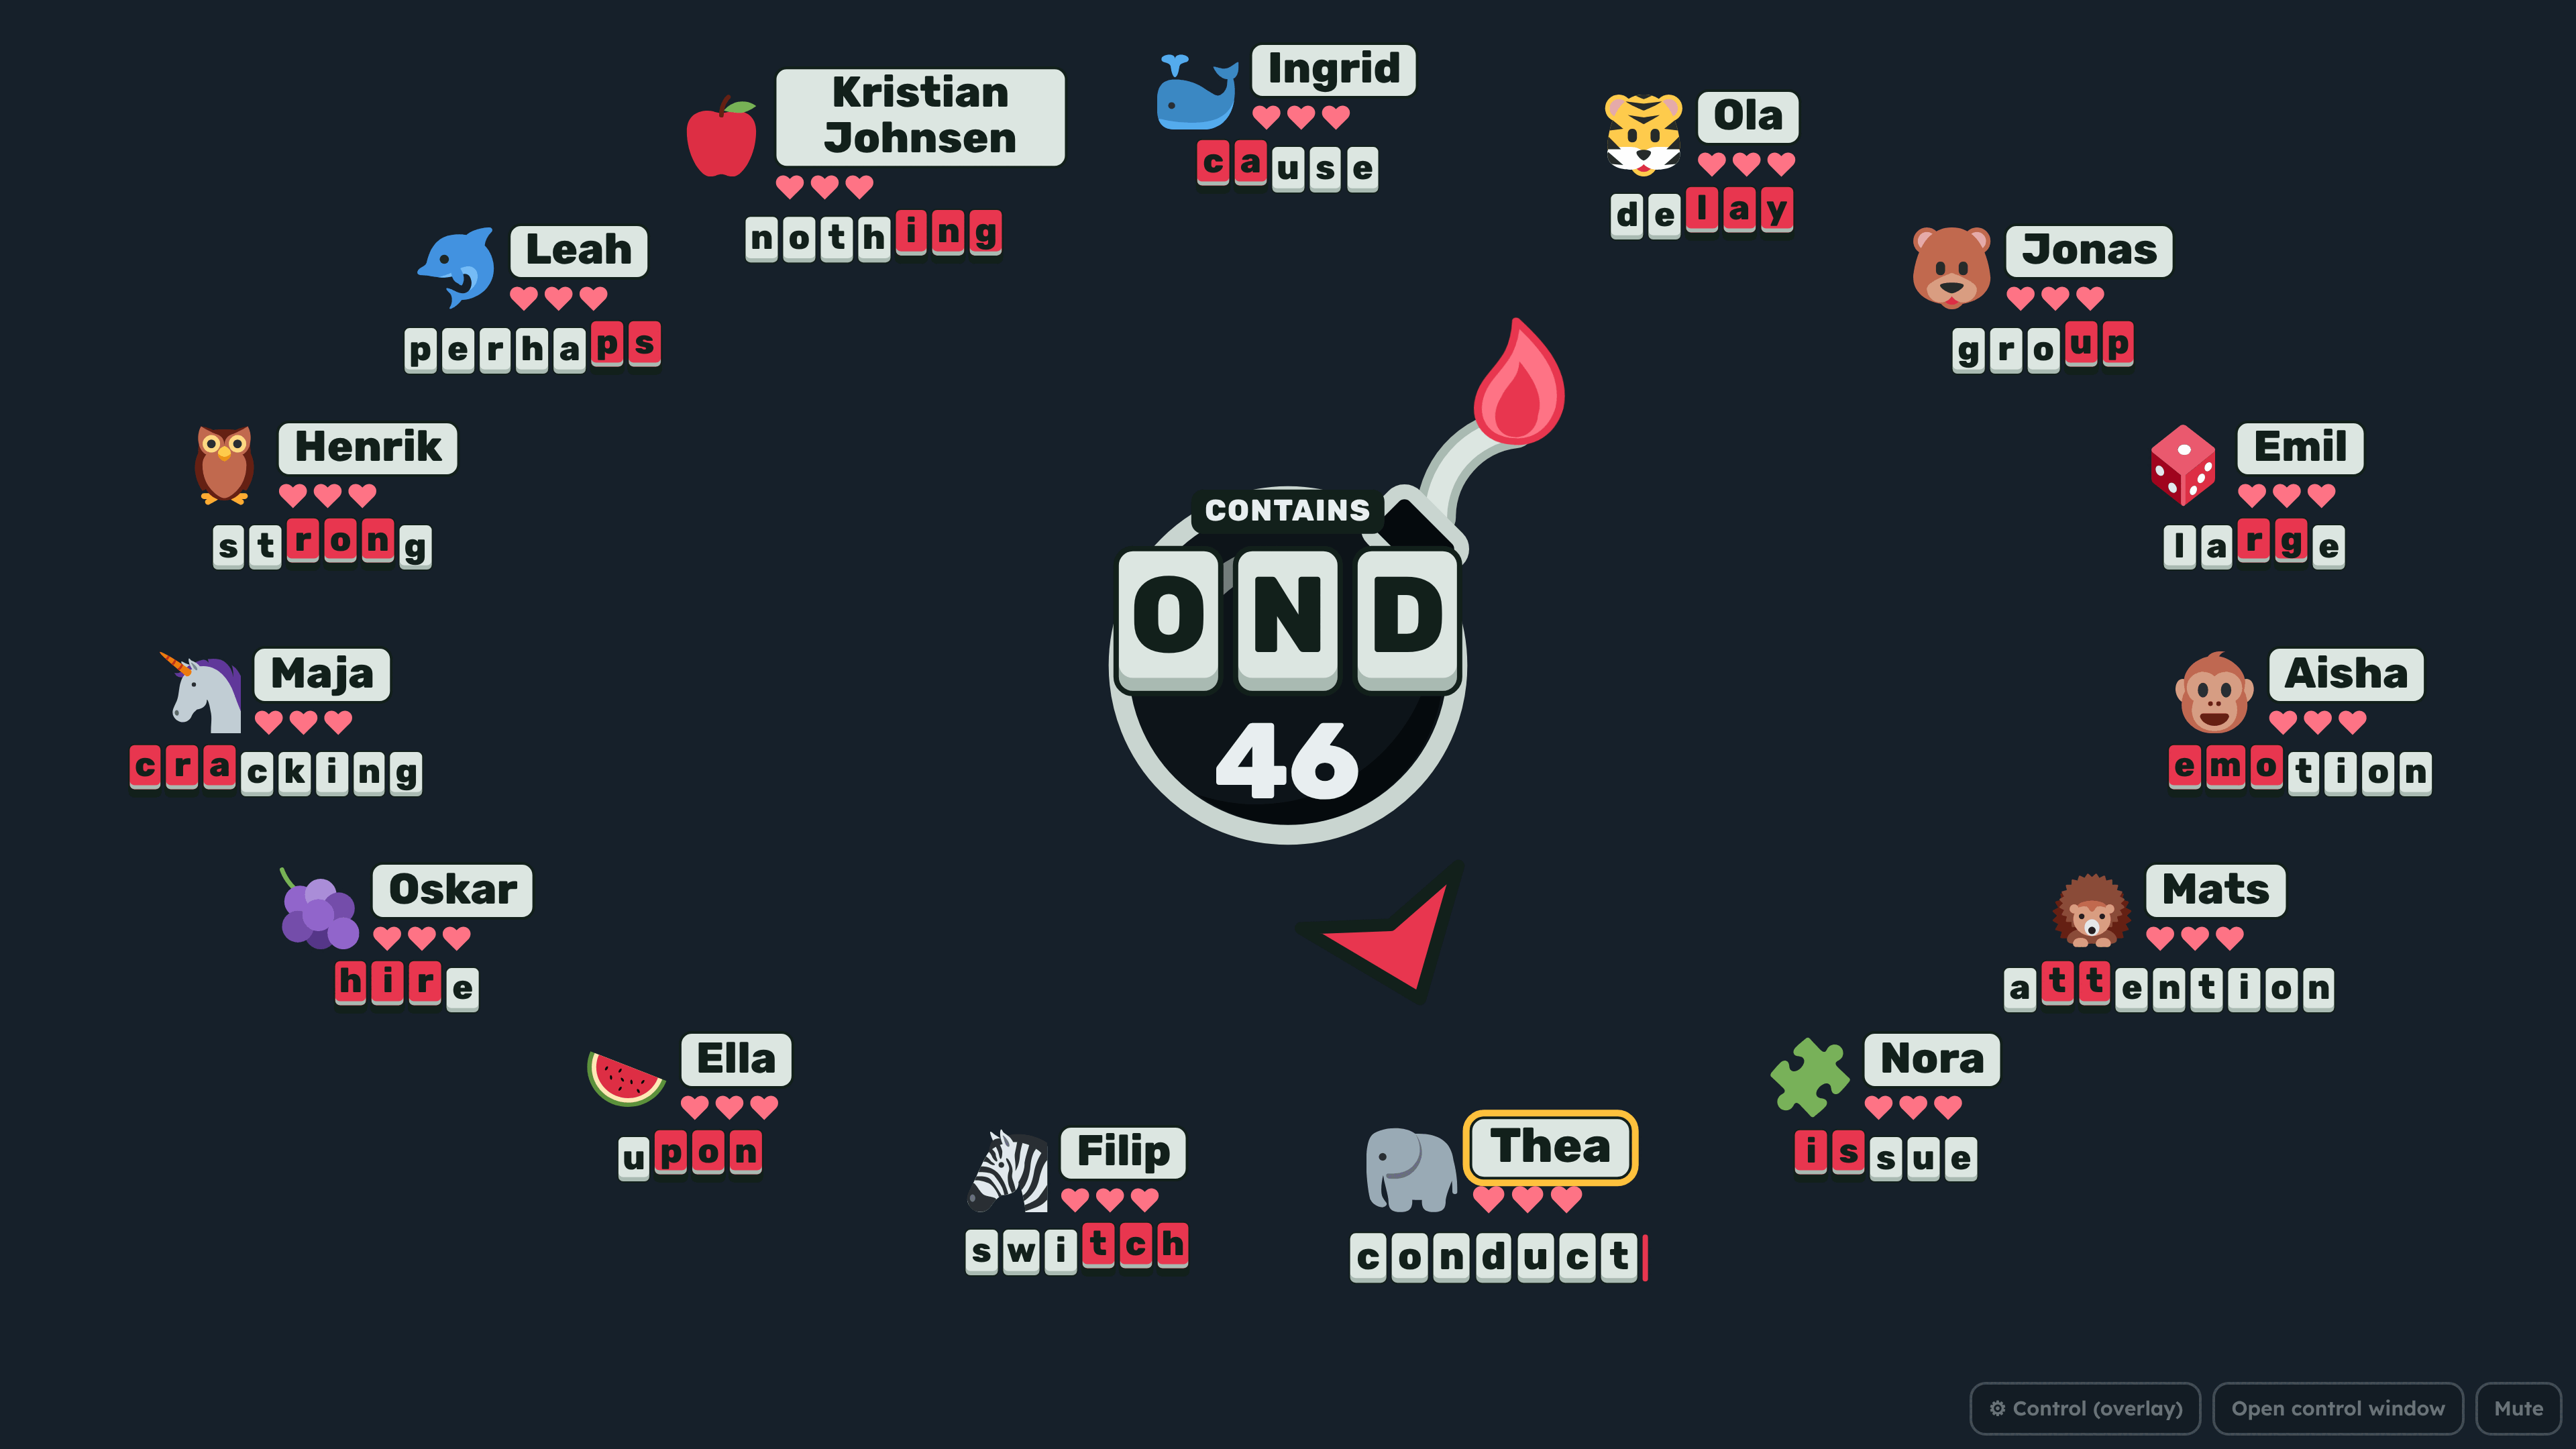 Ingrid
cause
Kristian
Johnsen
nothing
Ola
delay
Leah
perhaps
Jonas
group
Henrik
strong
Emil
large
CONTAINS
OND
46
Maja
cracking
Aisha
emotion
Oskar
hire
Mats
attention
Ella
upon
Nora
issue
Filip
switch
Thea
conduct
⚙ Control (overlay)
Open control window
Mute